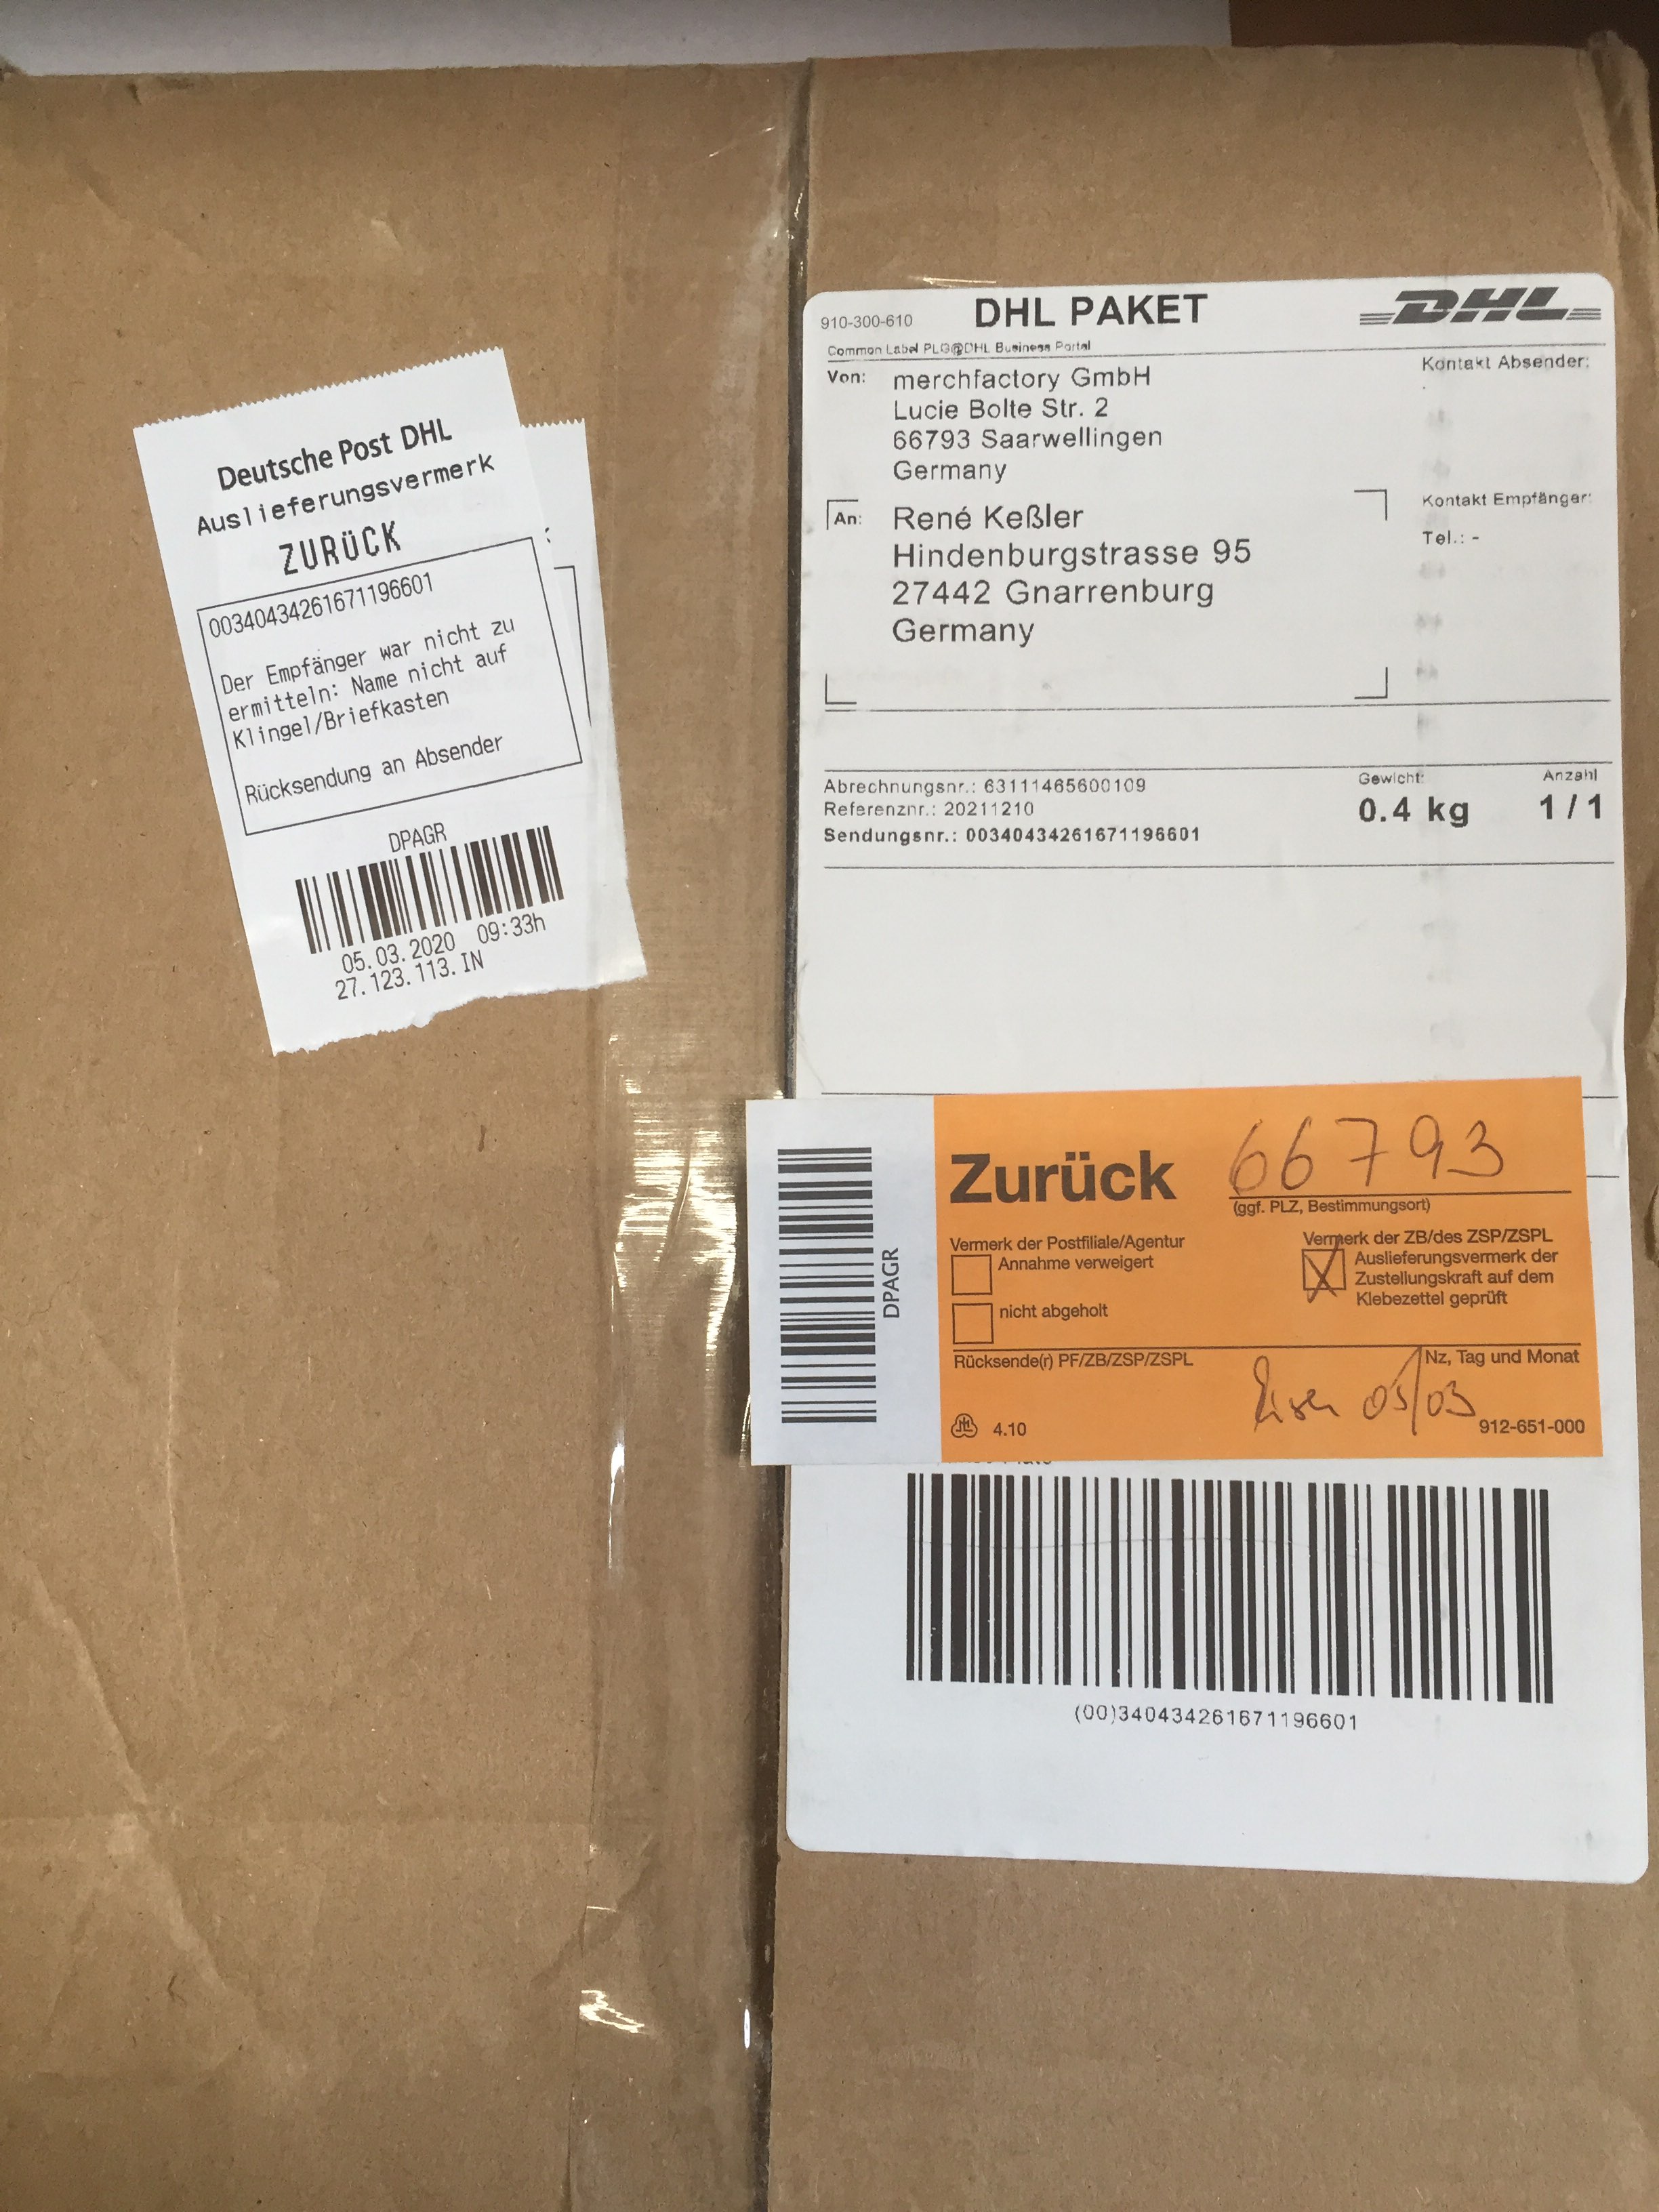 Deutsche Post DHL
Auslieferungsvermerk
ZURÜCK
00340434261671196601
Der Empfänger war nicht zu
ermitteln: Name nicht auf
Klingel/Briefkasten
Rücksendung an Absender
DPAGR
05.03.2020 09:33h
27.123.113.IN
910-300-610 DHL PAKET DHL
Common Label PLG@DHL Business Portal
Von: merchfactory GmbH
Lucie Bolte Str. 2
66793 Saarwellingen
Germany
Kontakt Absender:
An: René Keßler
Hindenburgstrasse 95
27442 Gnarrenburg
Germany
Kontakt Empfänger:
Tel.: -
Abrechnungsnr.: 63111465600109
Referenznr.: 20211210
Sendungsnr.: 00340434261671196601
Gewicht: Anzahl
0.4 kg 1/1
DPAGR
Zurück 66793
(ggf. PLZ, Bestimmungsort)
Vermerk der Postfiliale/Agentur
Annahme verweigert
nicht abgeholt
Vermerk der ZB/des ZSP/ZSPL
Auslieferungsvermerk der
Zustellungskraft auf dem
Klebezettel geprüft
Rücksende(r) PF/ZB/ZSP/ZSPL
Nz, Tag und Monat
05/03
4.10
912-651-000
(00)340434261671196601